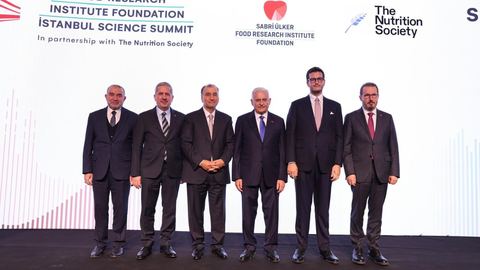 INSTITUTE FOUNDATION
İSTANBUL SCIENCE SUMMIT
In partnership with The Nutrition Society
SABRİ ÜLKER
FOOD RESEARCH INSTITUTE
FOUNDATION
The
Nutrition
Society
S